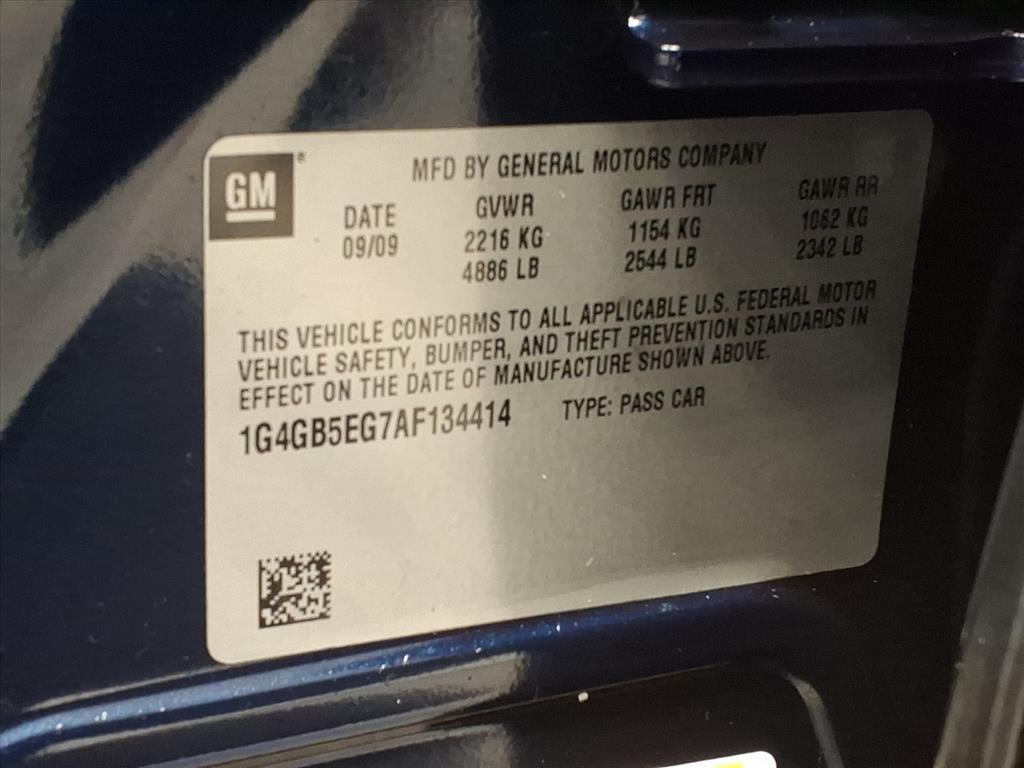 GM
MFD BY GENERAL MOTORS COMPANY
DATE GVWR GAWR FRT GAWR RR
09/09 2216 KG 1154 KG 1062 KG
4886 LB 2544 LB 2342 LB
THIS VEHICLE CONFORMS TO ALL APPLICABLE U.S. FEDERAL MOTOR
VEHICLE SAFETY, BUMPER, AND THEFT PREVENTION STANDARDS IN
EFFECT ON THE DATE OF MANUFACTURE SHOWN ABOVE.
1G4GB5EG7AF134414 TYPE: PASS CAR